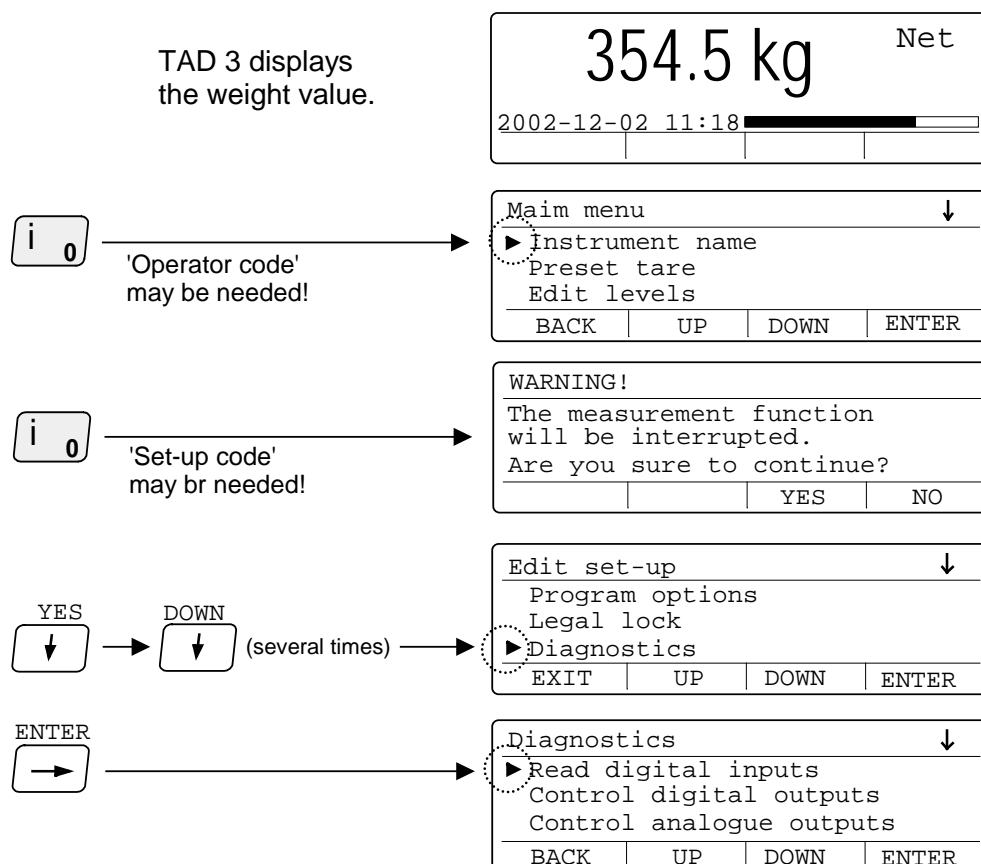 TAD 3 displays
the weight value.
354.5 kg Net
2002-12-02 11:18
i 0
'Operator code'
may be needed!
Maim menu ↓
Instrument name
Preset tare
Edit levels
BACK UP DOWN ENTER
i 0
'Set-up code'
may br needed!
WARNING!
The measurement function
will be interrupted.
Are you sure to continue?
YES NO
YES DOWN
(several times)
Edit set-up ↓
Program options
Legal lock
Diagnostics
EXIT UP DOWN ENTER
ENTER
Diagnostics ↓
Read digital inputs
Control digital outputs
Control analogue outputs
BACK UP DOWN ENTER